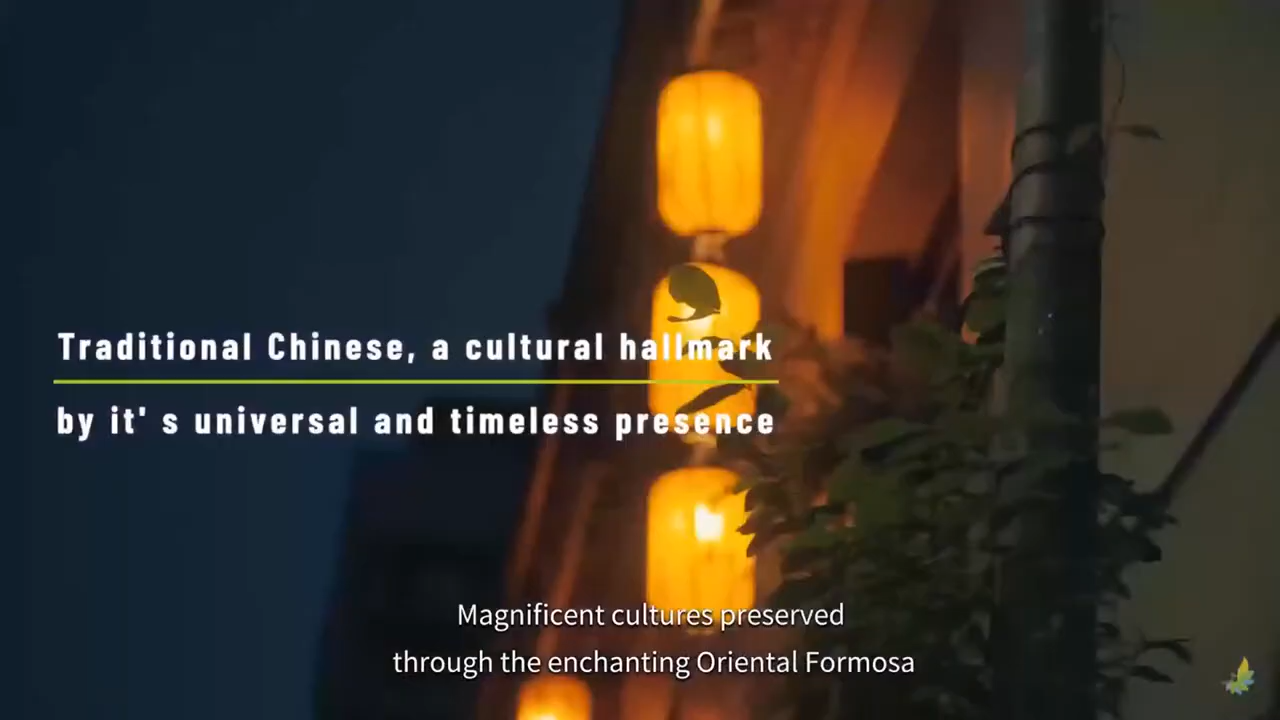 Traditional Chinese, a cultural hallmark
by it' s universal and timeless presence
Magnificent cultures preserved
through the enchanting Oriental Formosa